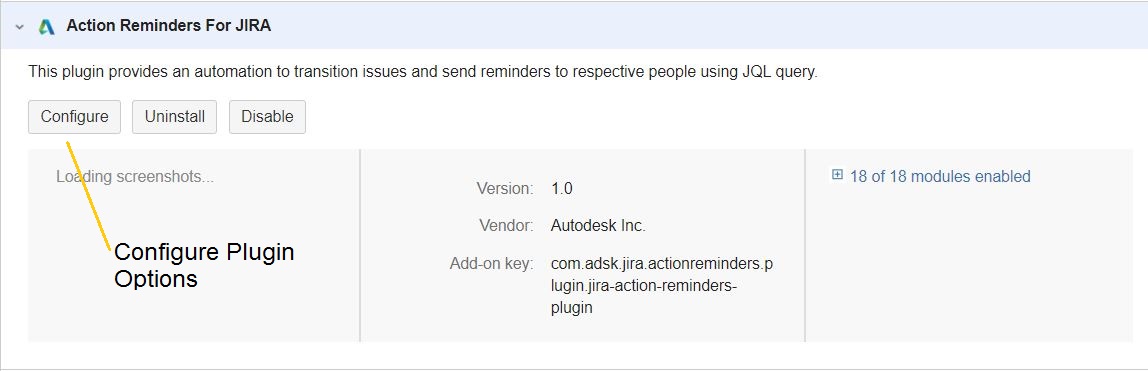 Action Reminders For JIRA
This plugin provides an automation to transition issues and send reminders to respective people using JQL query.
Configure Uninstall Disable
Loading screenshots...
Configure Plugin
Options
Version: 1.0
Vendor: Autodesk Inc.
Add-on key: com.adsk.jira.actionreminders.p
lugin.jira-action-reminders-
plugin
18 of 18 modules enabled